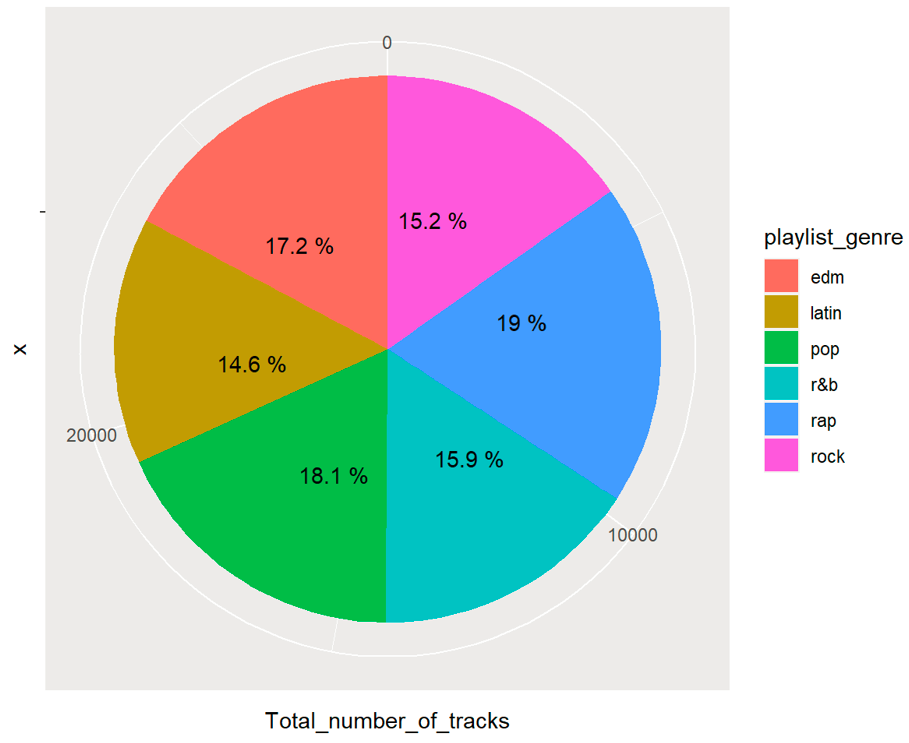 0
15.2 %
17.2 %
19 %
14.6 %
15.9 %
18.1 %
20000
10000
x
Total_number_of_tracks
playlist_genre
edm
latin
pop
r&b
rap
rock